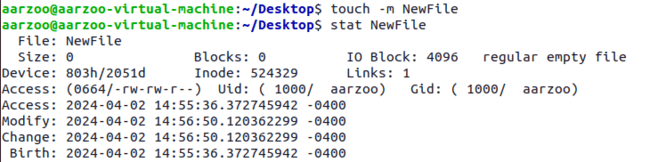 aarzoo@aarzoo-virtual-machine:~/Desktop$ touch -m NewFile
aarzoo@aarzoo-virtual-machine:~/Desktop$ stat NewFile
  File: NewFile
  Size: 0               Blocks: 0          IO Block: 4096   regular empty file
Device: 803h/2051d      Inode: 524329      Links: 1
Access: (0664/-rw-rw-r--)  Uid: ( 1000/  aarzoo)   Gid: ( 1000/  aarzoo)
Access: 2024-04-02 14:55:36.372745942 -0400
Modify: 2024-04-02 14:56:50.120362299 -0400
Change: 2024-04-02 14:56:50.120362299 -0400
 Birth: 2024-04-02 14:55:36.372745942 -0400